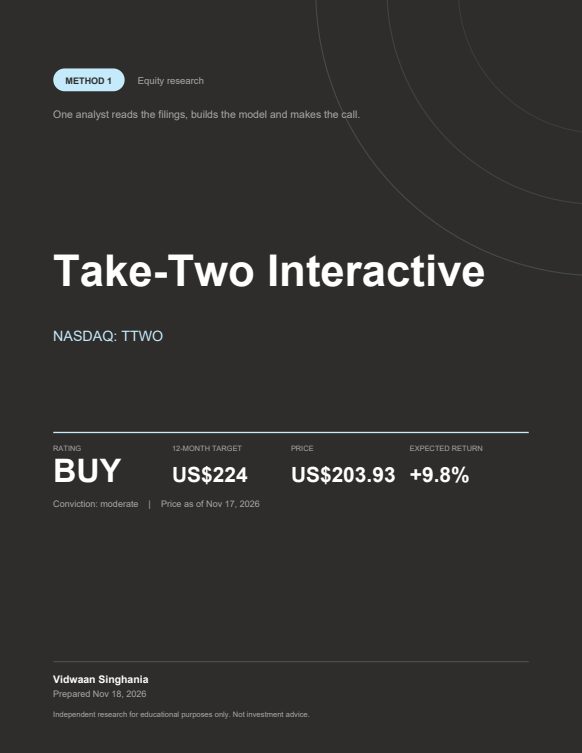 METHOD 1 Equity research
One analyst reads the filings, builds the model and makes the call.
Take-Two Interactive
NASDAQ: TTWO
RATING 12-MONTH TARGET PRICE EXPECTED RETURN
BUY US$224 US$203.93 +9.8%
Conviction: moderate | Price as of Nov 17, 2026
Vidwaan Singhania
Prepared Nov 18, 2026
Independent research for educational purposes only. Not investment advice.